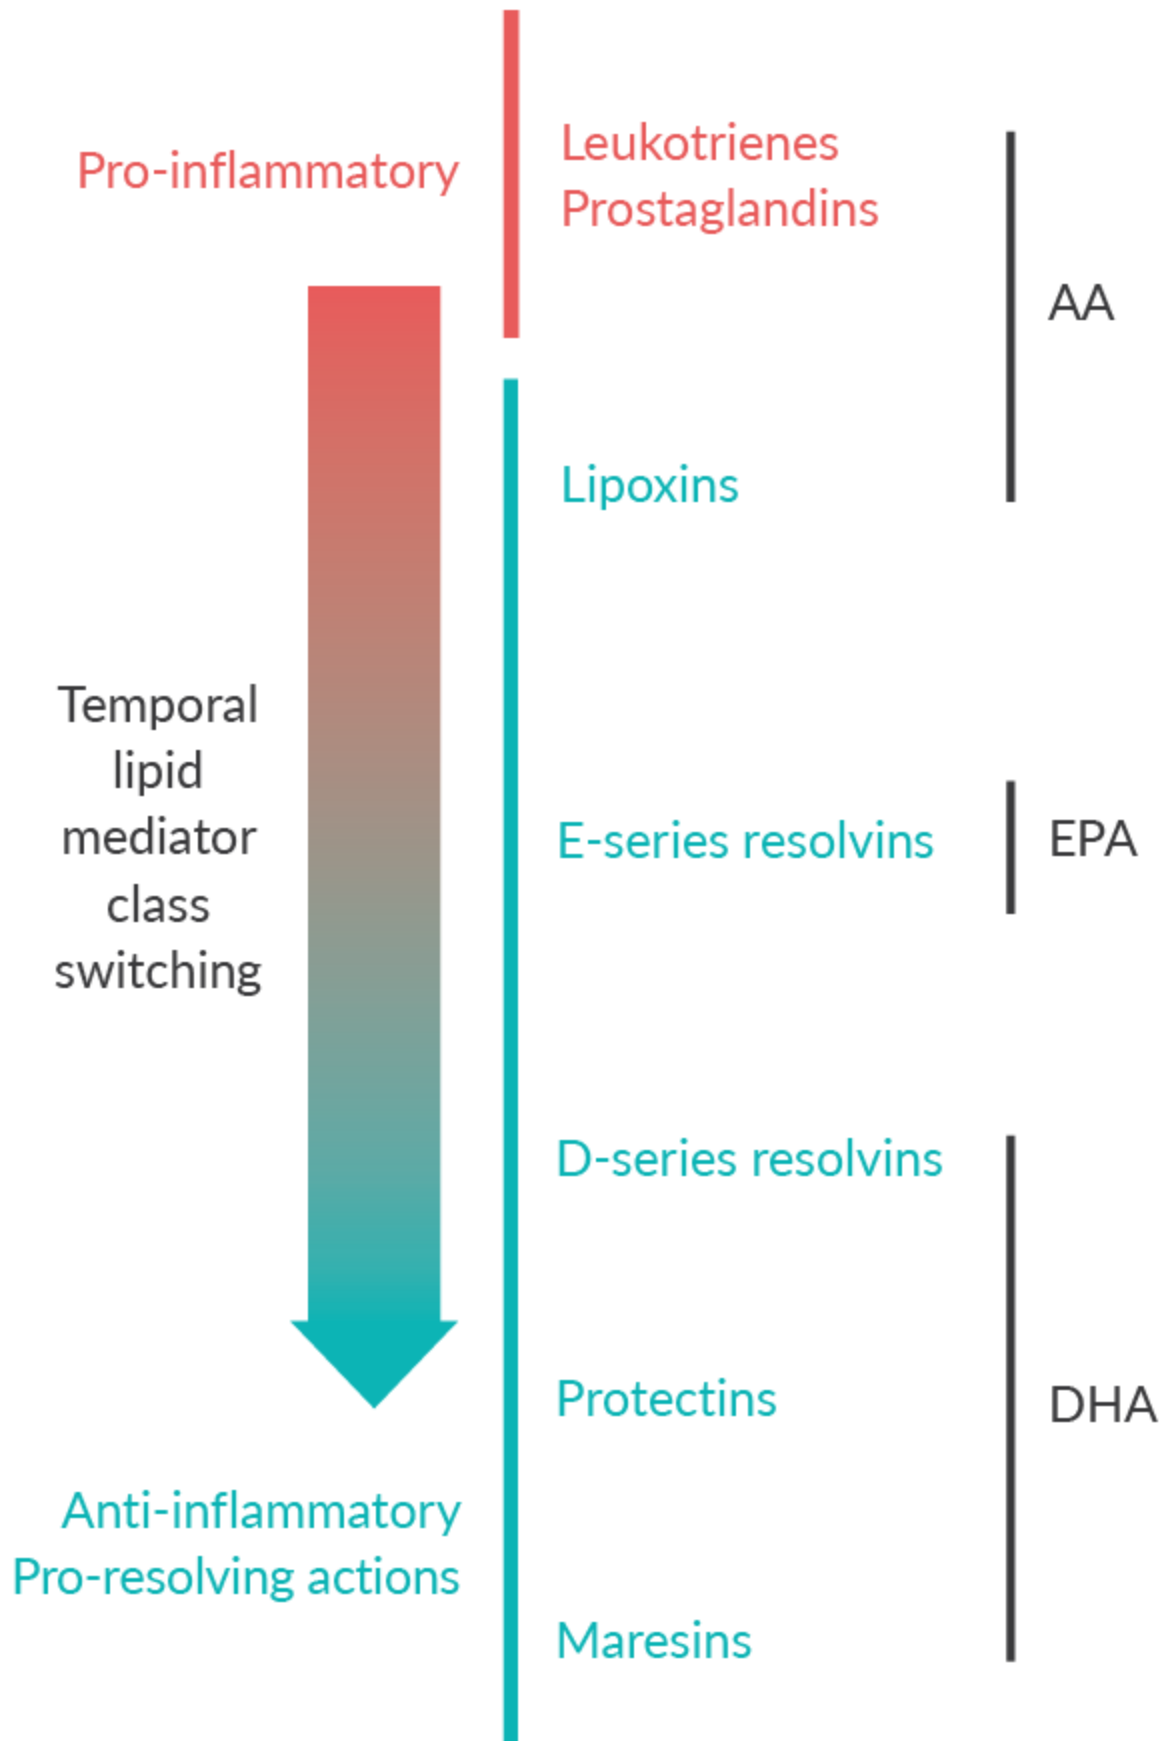 Pro-inflammatory
Leukotrienes
Prostaglandins
AA
Lipoxins
Temporal
lipid
mediator
class
switching
E-series resolvins
EPA
D-series resolvins
Protectins
DHA
Anti-inflammatory
Pro-resolving actions
Maresins